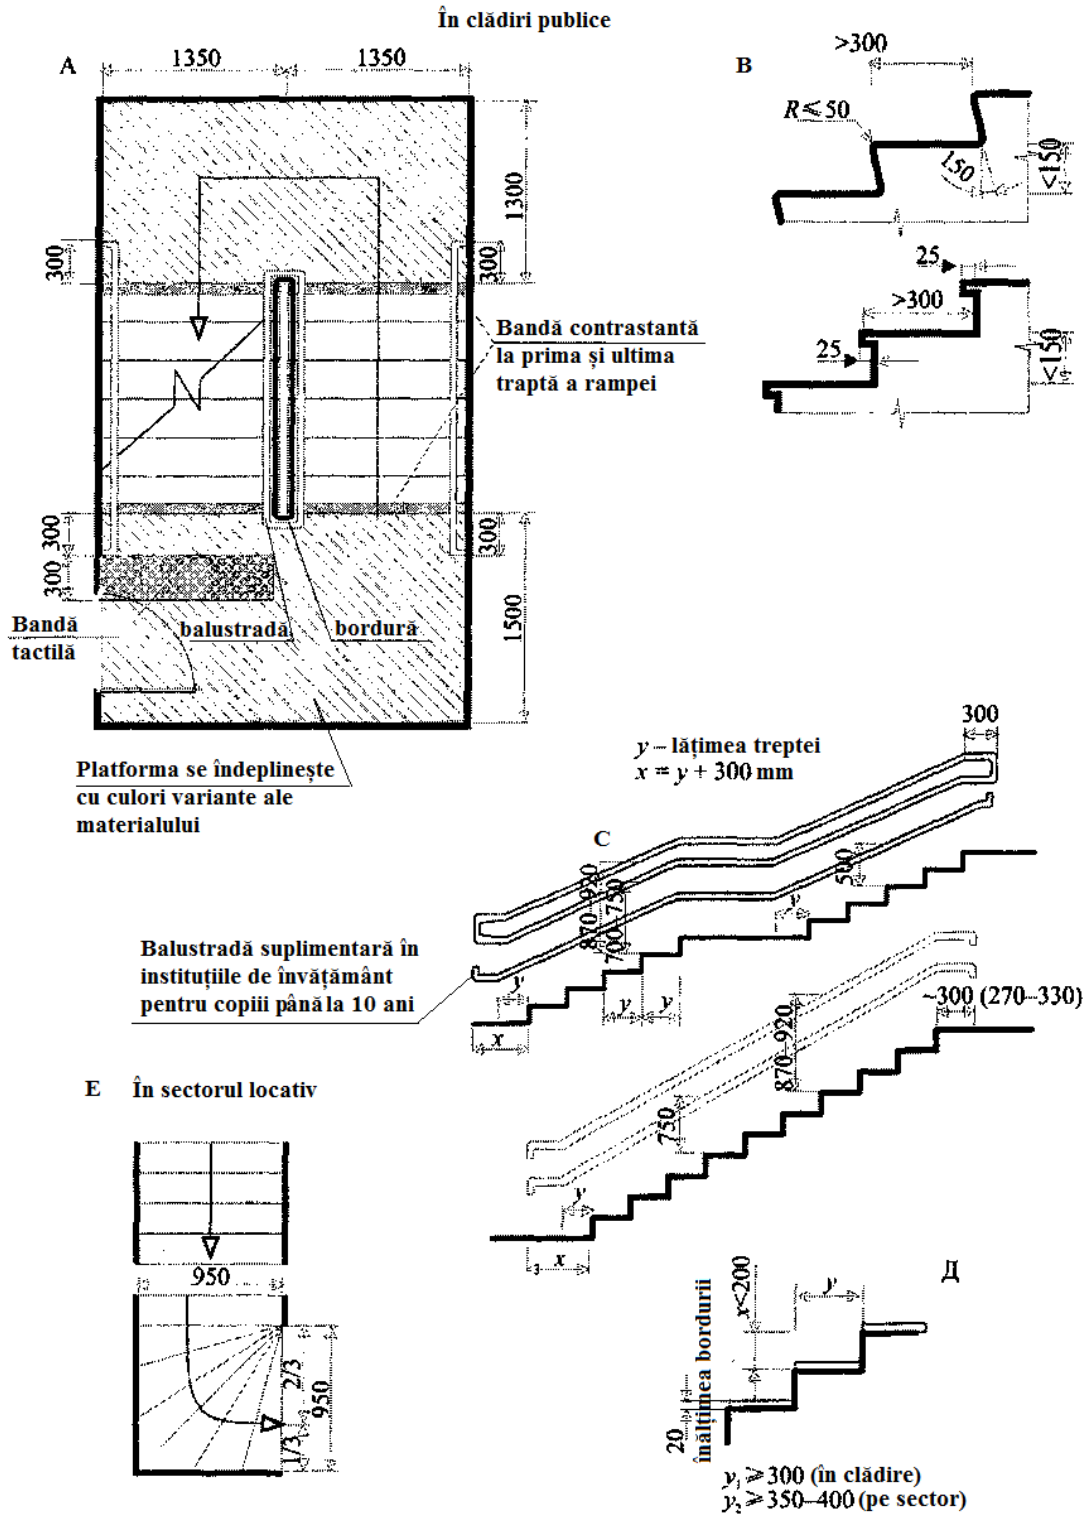 În clădiri publice
A
1350
1350
1300
300
300
Bandă contrastantă
la prima și ultima
traptă a rampei
300
300
300
1500
Bandă
tactilă
balustradă
bordură
Platforma se îndeplinește
cu culori variante ale
materialului
B
>300
R ⩽ 50
150
<150
25
>300
25
<150
y – lățimea treptei
x = y + 300 mm
C
300
500
870–920
700–750
y
y
y
y
x
Balustradă suplimentară în
instituțiile de învățământ
pentru copiii până la 10 ani
~300 (270–330)
870–920
750
y
x
E În sectorul locativ
950
2/3
1/3
950
Д
x<200
y
20
înălțimea bordurii
y₁ ⩾ 300 (în clădire)
y₂ ⩾ 350–400 (pe sector)